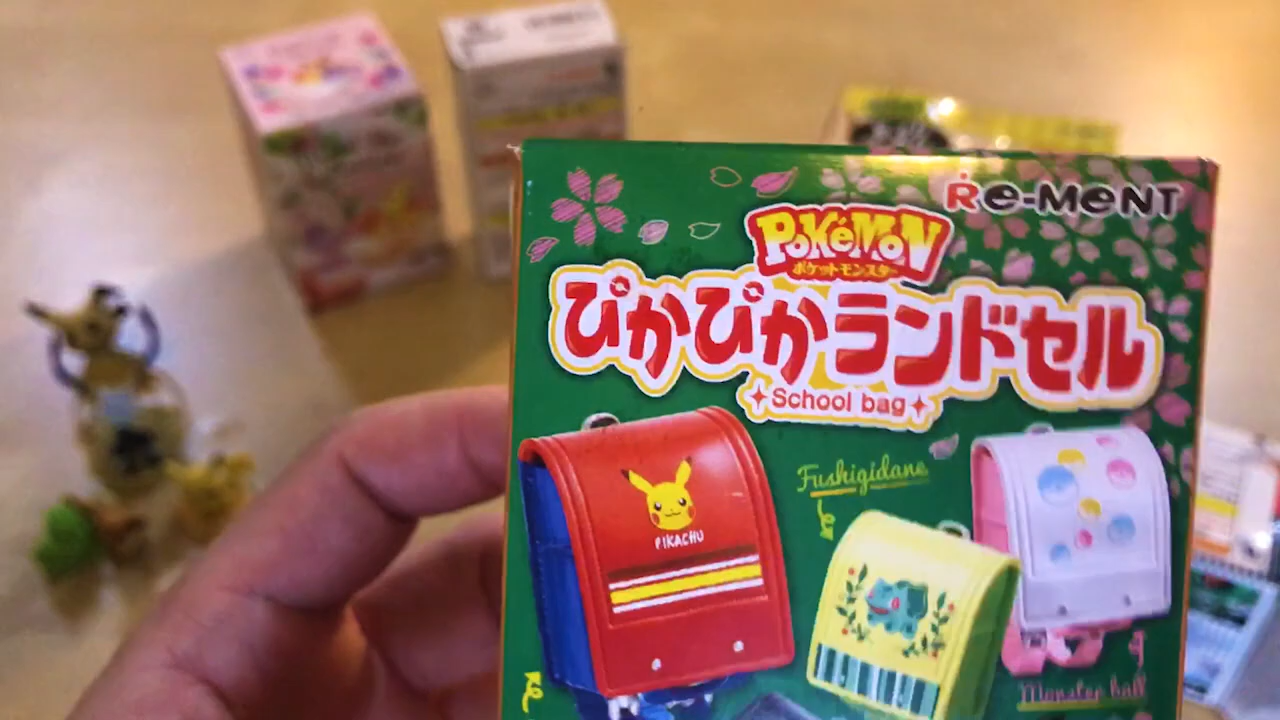 Re-MeNT
POKéMON
ポケットモンスター
ぴかぴかランドセル
School bag
Fushigidane
PIKACHU
Monster ball